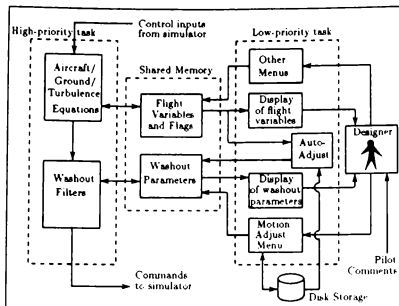 Control inputs
from simulator
High-priority task
Low-priority task
Aircraft/
Ground/
Turbulence
Equations
Shared Memory
Other
Menus
Flight
Variables
and Flags
Display
of flight
variables
Designer
Auto-
Adjust
Washout
Filters
Washout
Parameters
Display
of washout
parameters
Motion
Adjust
Menu
Commands
to simulator
Disk Storage
Pilot
Comments